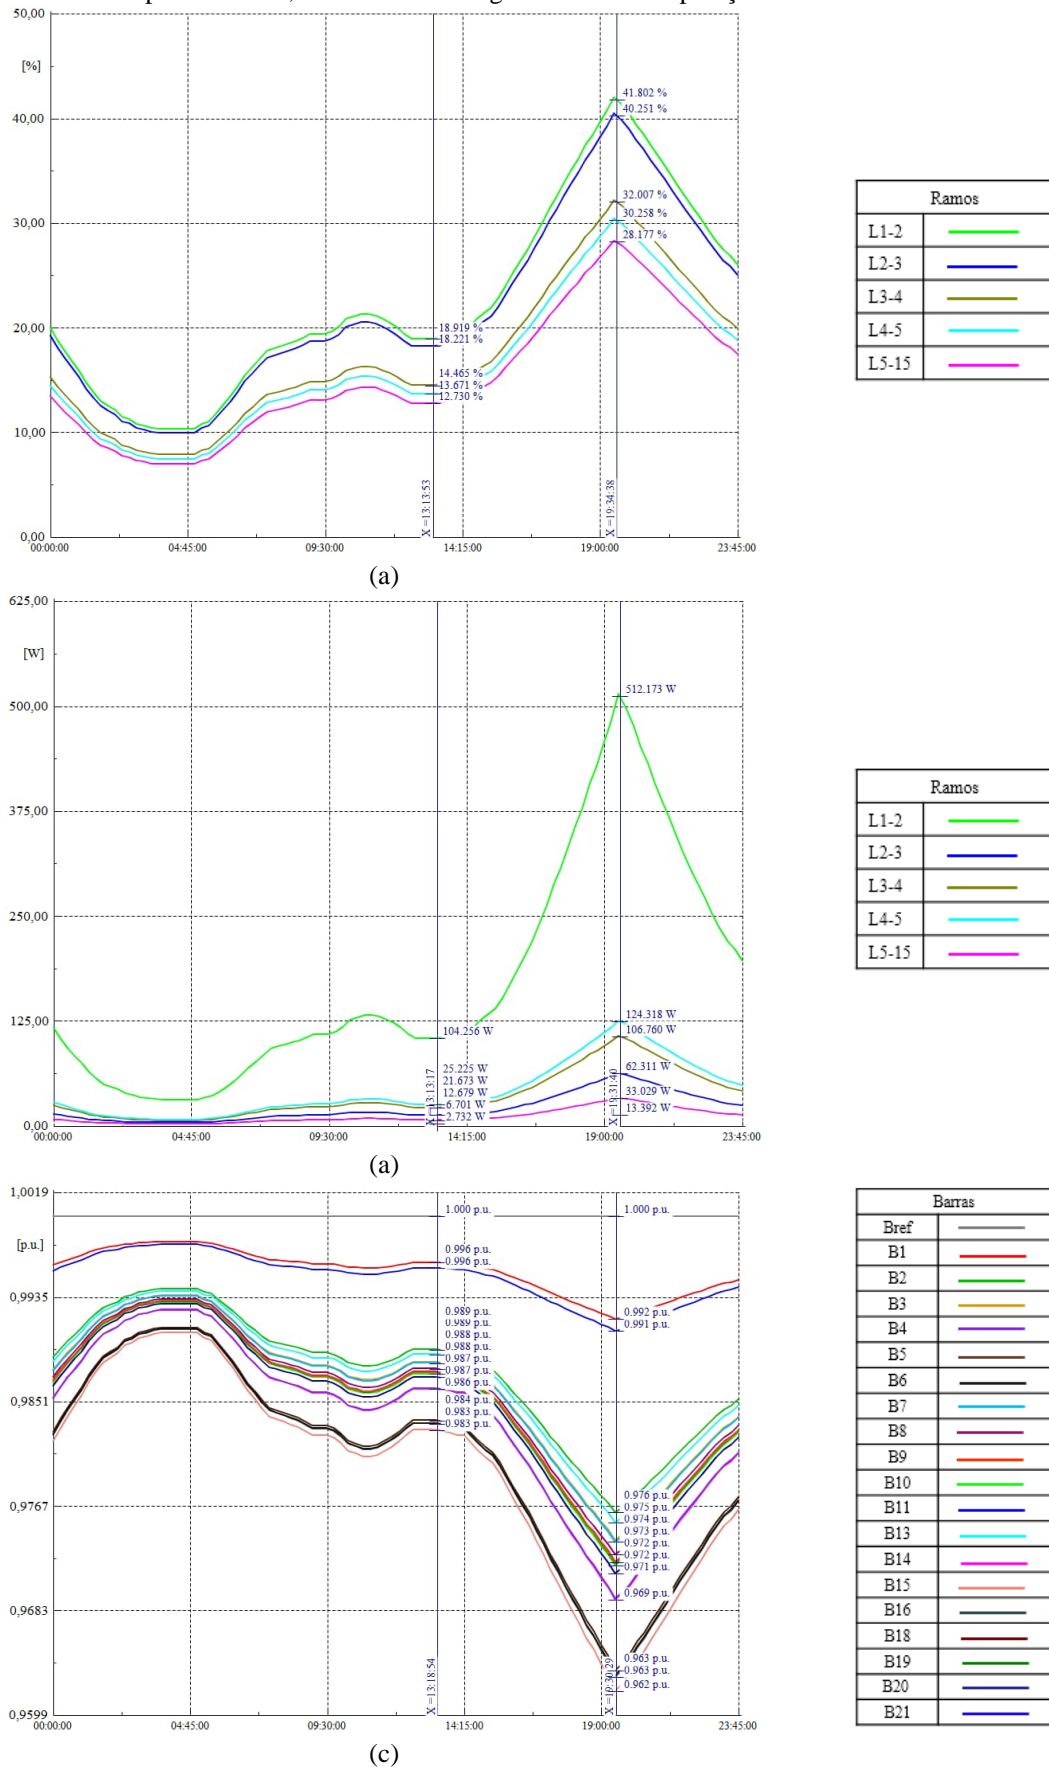 50,00
[%]
40,00
30,00
20,00
10,00
0,00
41.802 %
40.251 %
32.007 %
30.258 %
28.177 %
18.919 %
18.221 %
14.465 %
13.671 %
12.730 %
X =13:13:53
X =19:34:38
00:00:00 04:45:00 09:30:00 14:15:00 19:00:00 23:45:00
(a)
Ramos
L1-2
L2-3
L3-4
L4-5
L5-15
625,00
[W]
500,00
375,00
250,00
125,00
0,00
512.173 W
124.318 W
106.760 W
62.311 W
33.029 W
13.392 W
104.256 W
25.225 W
21.673 W
12.679 W
6.701 W
2.732 W
X =13:13:17
00:00:00 04:45:00 09:30:00 14:15:00 19:00:00 23:45:00
(a)
Ramos
L1-2
L2-3
L3-4
L4-5
L5-15
1,0019
[p.u.]
0,9935
0,9851
0,9767
0,9683
0,9599
1.000 p.u.
0.996 p.u.
0.996 p.u.
0.989 p.u.
0.989 p.u.
0.988 p.u.
0.988 p.u.
0.987 p.u.
0.987 p.u.
0.986 p.u.
0.984 p.u.
0.983 p.u.
0.983 p.u.
1.000 p.u.
0.992 p.u.
0.991 p.u.
0.976 p.u.
0.975 p.u.
0.974 p.u.
0.973 p.u.
0.972 p.u.
0.972 p.u.
0.971 p.u.
0.969 p.u.
0.963 p.u.
0.963 p.u.
0.962 p.u.
X =13:18:54
00:00:00 04:45:00 09:30:00 14:15:00 19:00:00 23:45:00
(c)
Barras
Bref
B1
B2
B3
B4
B5
B6
B7
B8
B9
B10
B11
B13
B14
B15
B16
B18
B19
B20
B21